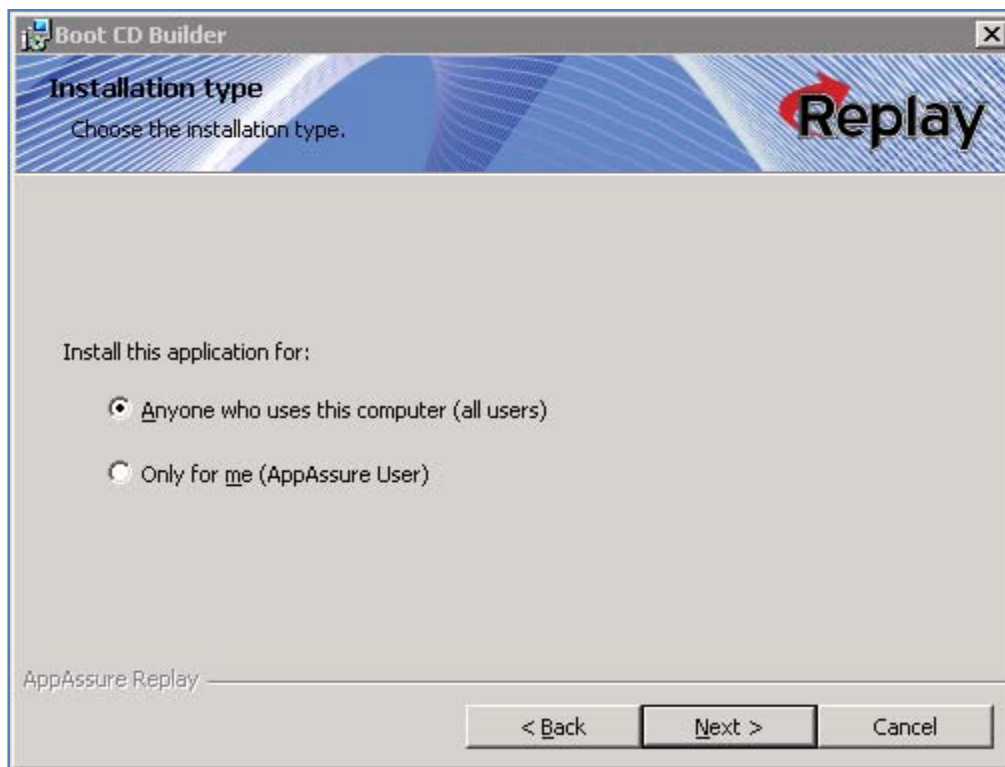 Boot CD Builder
Installation type
Choose the installation type.
Replay
Install this application for:
Anyone who uses this computer (all users)
Only for me (AppAssure User)
AppAssure Replay
< Back
Next >
Cancel